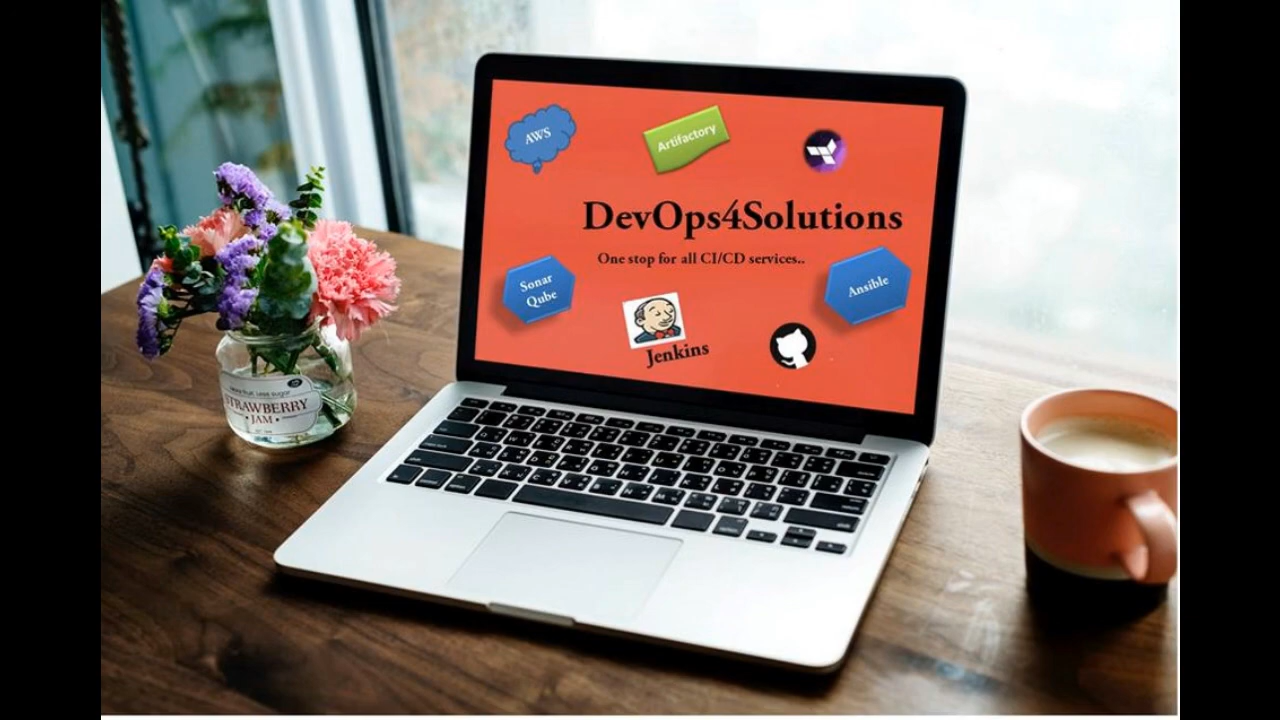 AWS
Artifactory
DevOps4Solutions
One stop for all CI/CD services..
Sonar
Qube
Ansible
Jenkins
STRAWBERRY
JAM